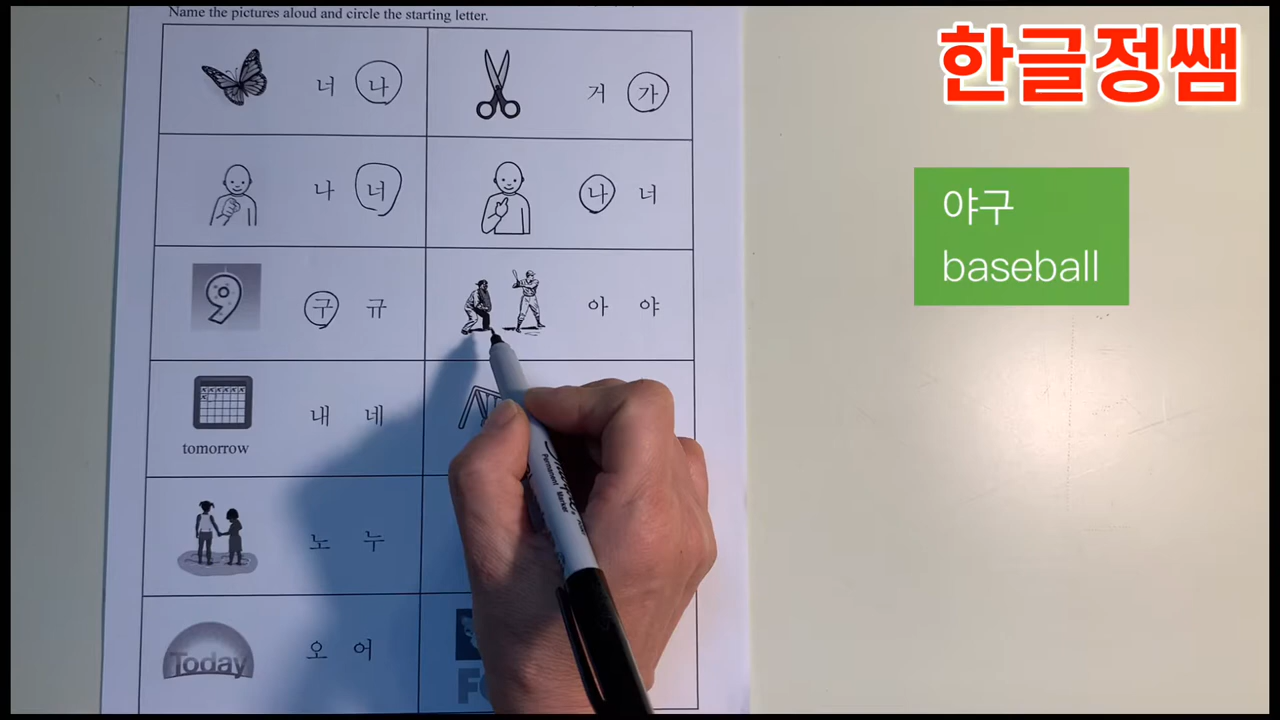 Name the pictures aloud and circle the starting letter.
한글정쌤
너 나
거 가
야구
baseball
나 너
나 너
9
구 규
아 야
내 네
tomorrow
노 누
Today
오 어